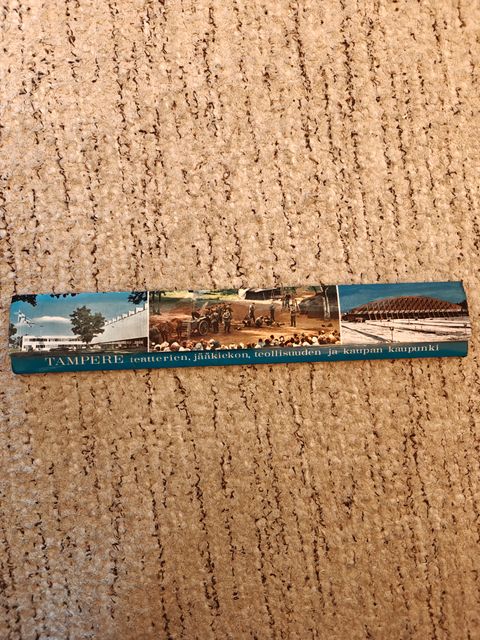 TAMPERE teatterien, jääkiekon, teollisuuden ja kaupan kaupunki